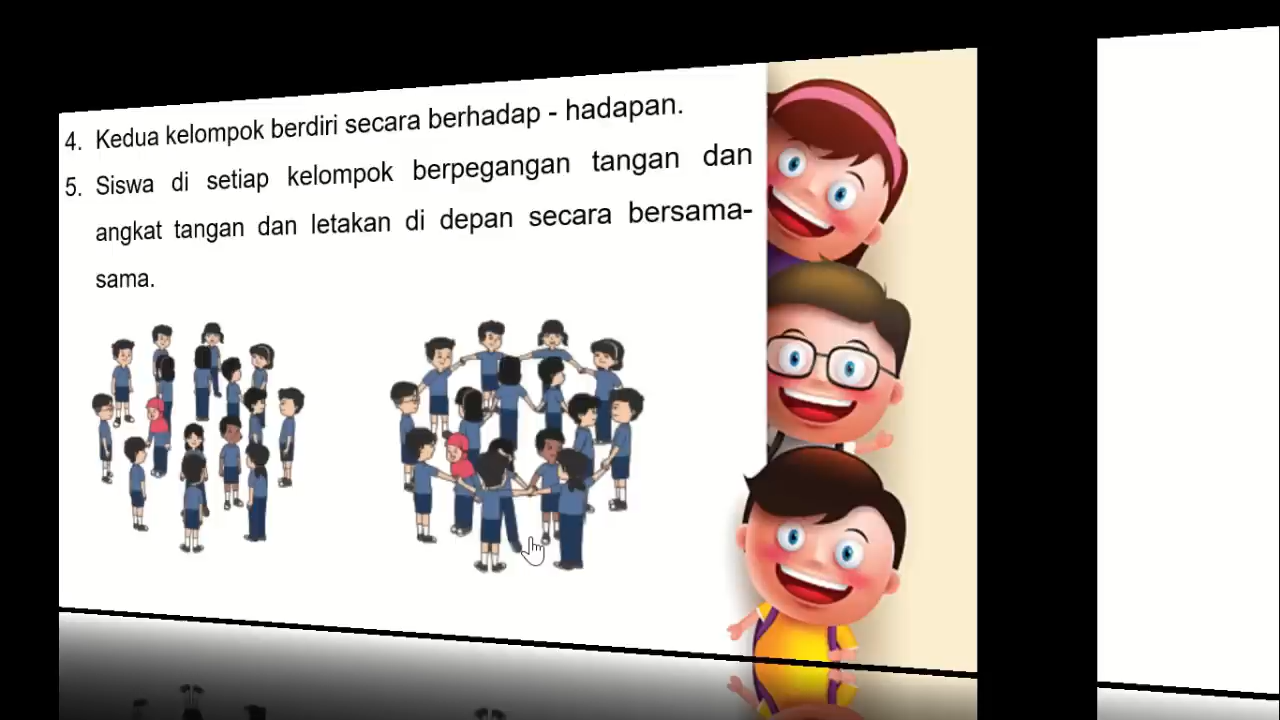 4. Kedua kelompok berdiri secara berhadap - hadapan.
5. Siswa di setiap kelompok berpegangan tangan dan
angkat tangan dan letakan di depan secara bersama-
sama.